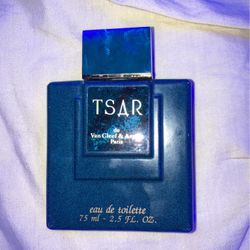 TSAR
de
Van Cleef & Arpels
Paris
eau de toilette
75 ml - 2.5 FL. OZ.